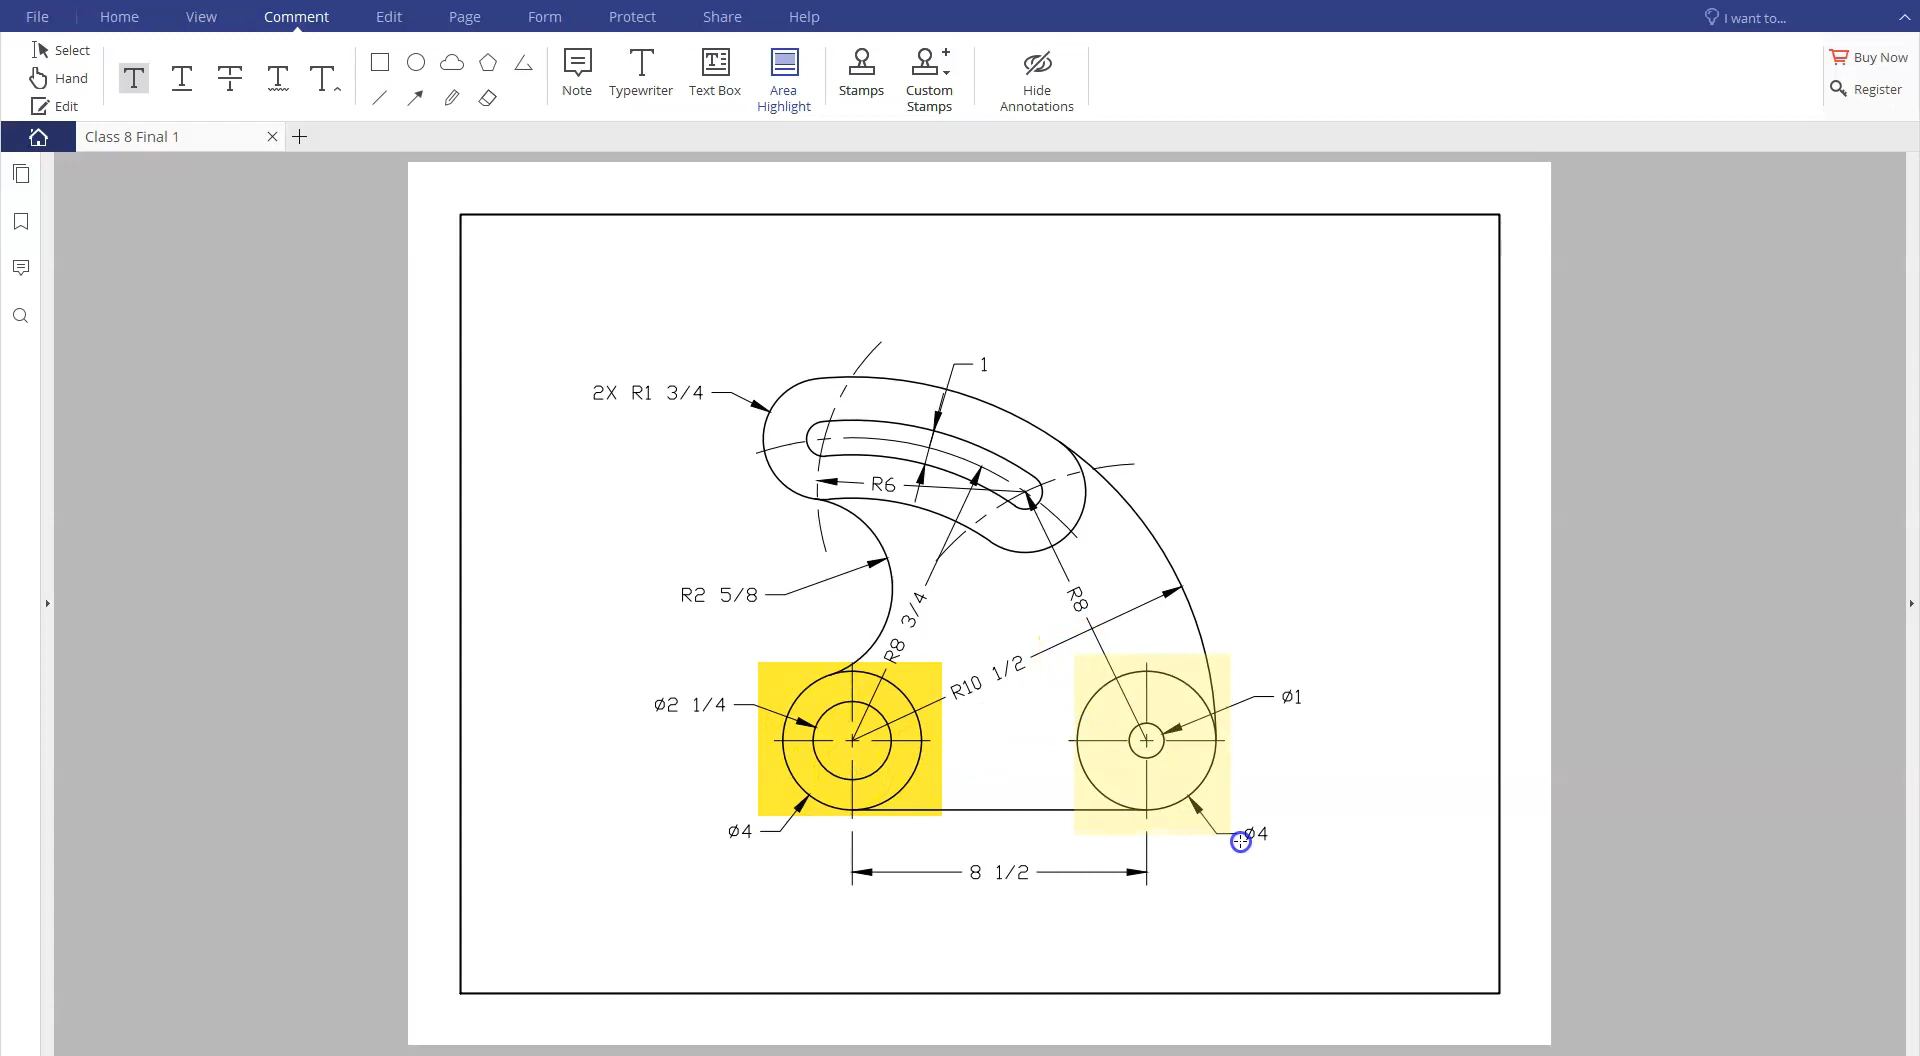 File Home View Comment Edit Page Form Protect Share Help I want to...
Select
Hand
Edit
Note
Typewriter
Text Box
Area
Highlight
Stamps
Custom
Stamps
Hide
Annotations
Buy Now
Register
Class 8 Final 1
1
2X R1 3/4
R6
R2 5/8
R8 3/4
R8
R10 1/2
Ø2 1/4
Ø1
Ø4
Ø4
8 1/2